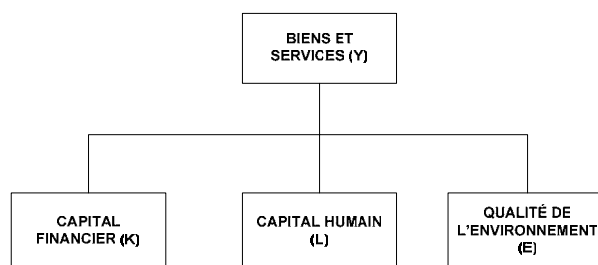 BIENS ET
SERVICES (Y)
CAPITAL
FINANCIER (K)
CAPITAL HUMAIN
(L)
QUALITÉ DE
L'ENVIRONNEMENT
(E)